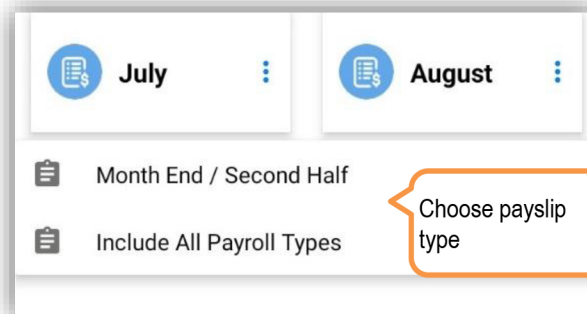 July
August
Month End / Second Half
Include All Payroll Types
Choose payslip
type